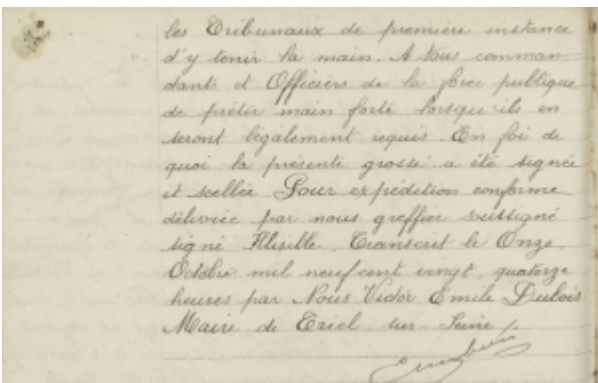 les Tribunaux de première instance
d'y tenir la main. A tous comman
dants et Officiers de la force publique
de prêter main forte lorsqu'ils en
seront légalement requis. En foi de
quoi la présente grosse a été signée
et scellée Pour expédition conforme
délivrée par nous greffier soussigné
signé Illisible. Transcrit le Onze
Octobre mil neuf cent vingt, quatorze
heures par Nous Victor Emile Dubois
Maire de Triel sur Seine.